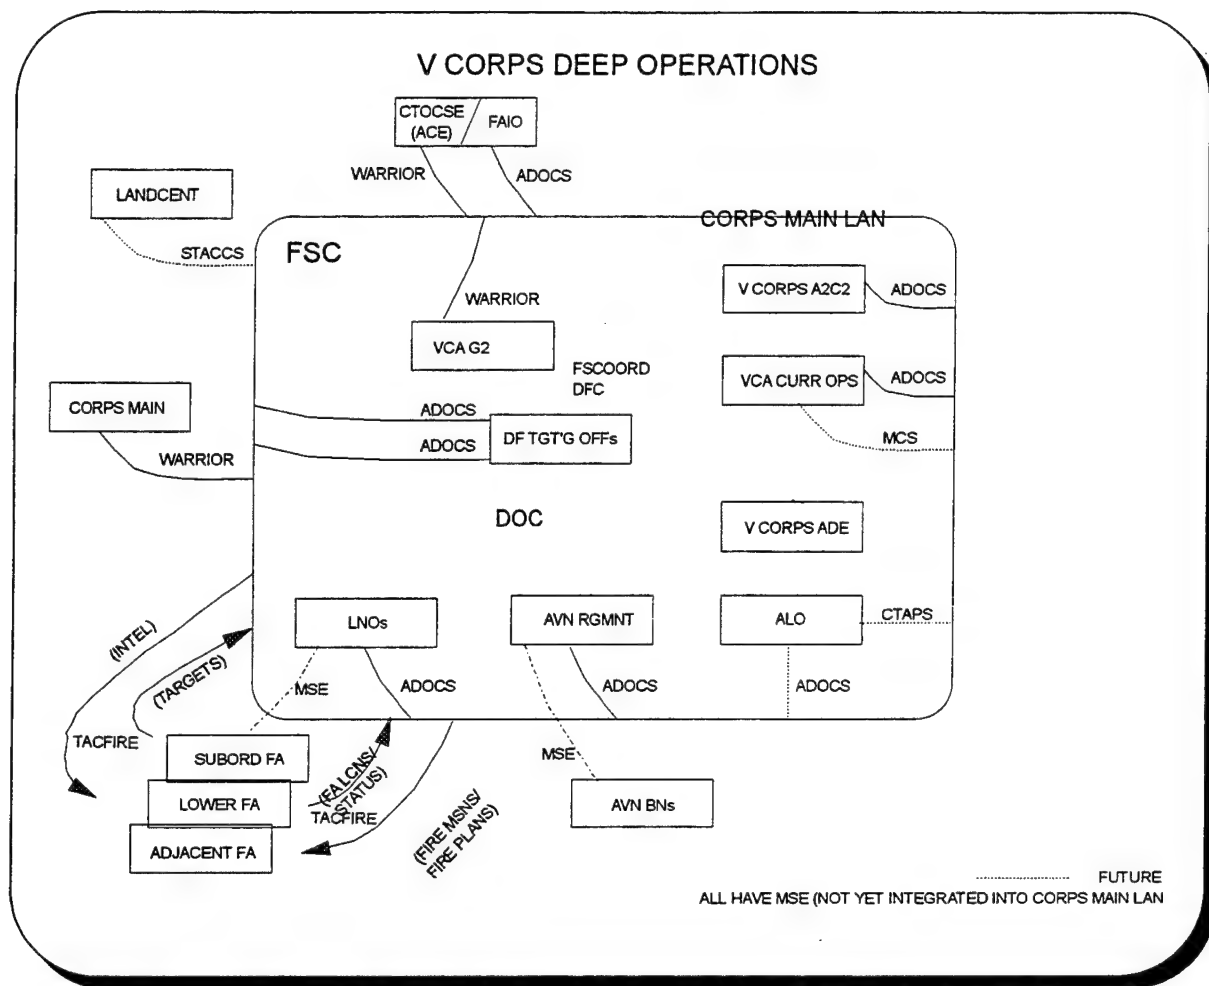 V CORPS DEEP OPERATIONS
CTOCSE
(ACE)
FAIO
WARRIOR
ADOCS
LANDCENT
STACCS
CORPS MAIN LAN
FSC
V CORPS A2C2
ADOCS
WARRIOR
VCA G2
FSCOORD
DFC
VCA CURR OPS
ADOCS
MCS
CORPS MAIN
WARRIOR
ADOCS
ADOCS
DF TGT'G OFFs
DOC
V CORPS ADE
LNOs
AVN RGMNT
ALO
CTAPS
(INTEL)
(TARGETS)
MSE
ADOCS
ADOCS
ADOCS
TACFIRE
SUBORD FA
LOWER FA
ADJACENT FA
(FA LCNS/
STATUS)
TACFIRE
(FIRE MSNS/
FIRE PLANS)
MSE
AVN BNs
FUTURE
ALL HAVE MSE (NOT YET INTEGRATED INTO CORPS MAIN LAN